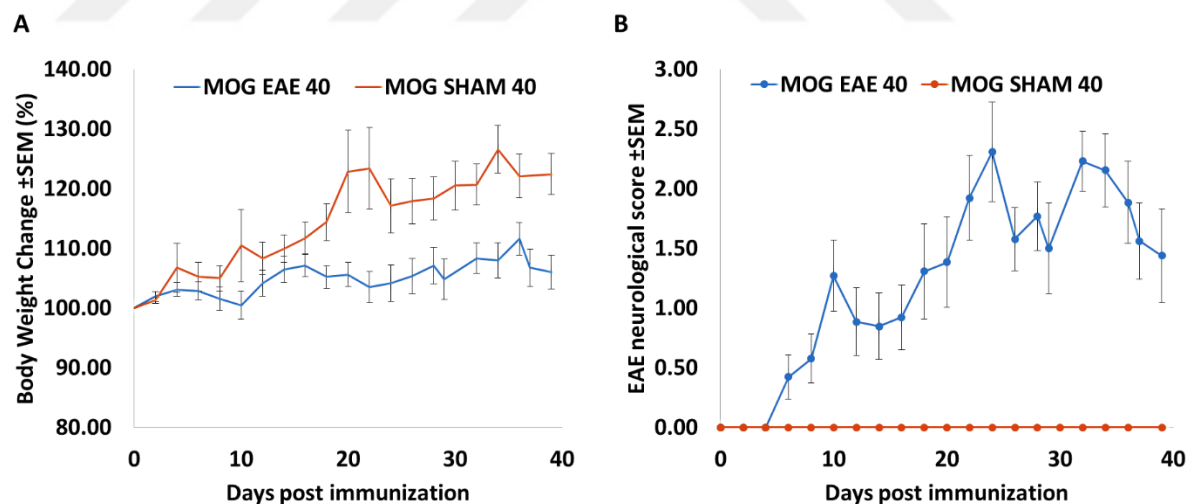 A
Body Weight Change ±SEM (%)
140.00
130.00
120.00
110.00
100.00
90.00
80.00
MOG EAE 40 MOG SHAM 40
0 10 20 30 40
Days post immunization
B
EAE neurological score ±SEM
3.00
2.50
2.00
1.50
1.00
0.50
0.00
MOG EAE 40 MOG SHAM 40
0 10 20 30 40
Days post immunization